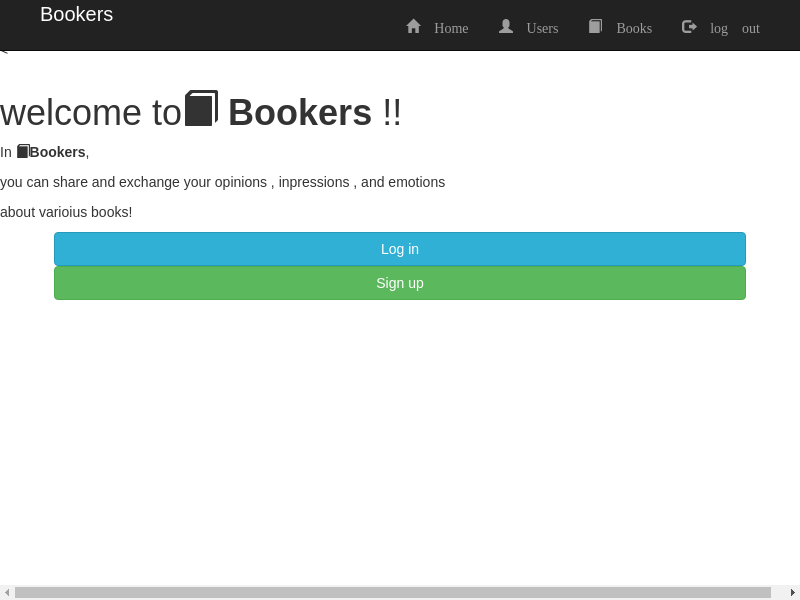 Bookers
Home Users Books log out
<
welcome to Bookers !!
In Bookers,
you can share and exchange your opinions , inpressions , and emotions
about varioius books!
Log in
Sign up